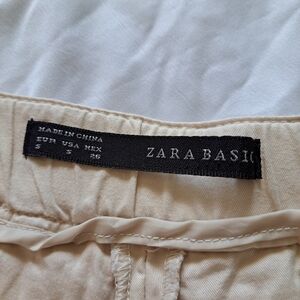 MADE IN CHINA
EUR USA MEX
S S 26
ZARA BASIC